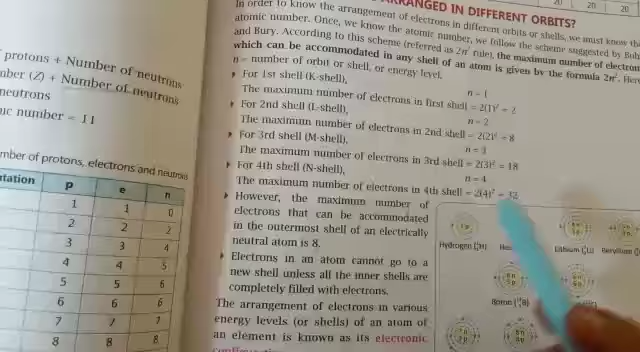 20 20 20
ARRANGED IN DIFFERENT ORBITS?
In order to know the arrangement of electrons in different orbits or shells, we must know th
atomic number. Once, we know the atomic number, we follow the scheme suggested by Boh
and Bury. According to this scheme (referred as 2n² rule), the maximum number of electron
which can be accommodated in any shell of an atom is given by the formula 2n². Her
n = number of orbit or shell, or energy level.
For 1st shell (K-shell), n = 1
The maximum number of electrons in first shell = 2(1)² = 2
For 2nd shell (L-shell), n = 2
The maximum number of electrons in 2nd shell = 2(2)² = 8
For 3rd shell (M-shell), n = 3
The maximum number of electrons in 3rd shell = 2(3)² = 18
For 4th shell (N-shell), n = 4
The maximum number of electrons in 4th shell = 2(4)² = 32
However, the maximum number of
electrons that can be accommodated
in the outermost shell of an electrically
neutral atom is 8.
Electrons in an atom cannot go to a
new shell unless all the inner shells are
completely filled with electrons.
The arrangement of electrons in various
energy levels (or shells) of an atom of
an element is known as its electronic
protons + Number of neutrons
mber (Z) + Number of neutrons
neutrons
ic number = 11
mber of protons, electrons and neutrons
tation p e n
1 1 0
2 2 2
3 3 4
4 4 5
5 5 6
6 6 6
7 7 7
8 8 8
Hydrogen
Lithium
Beryllium
Boron